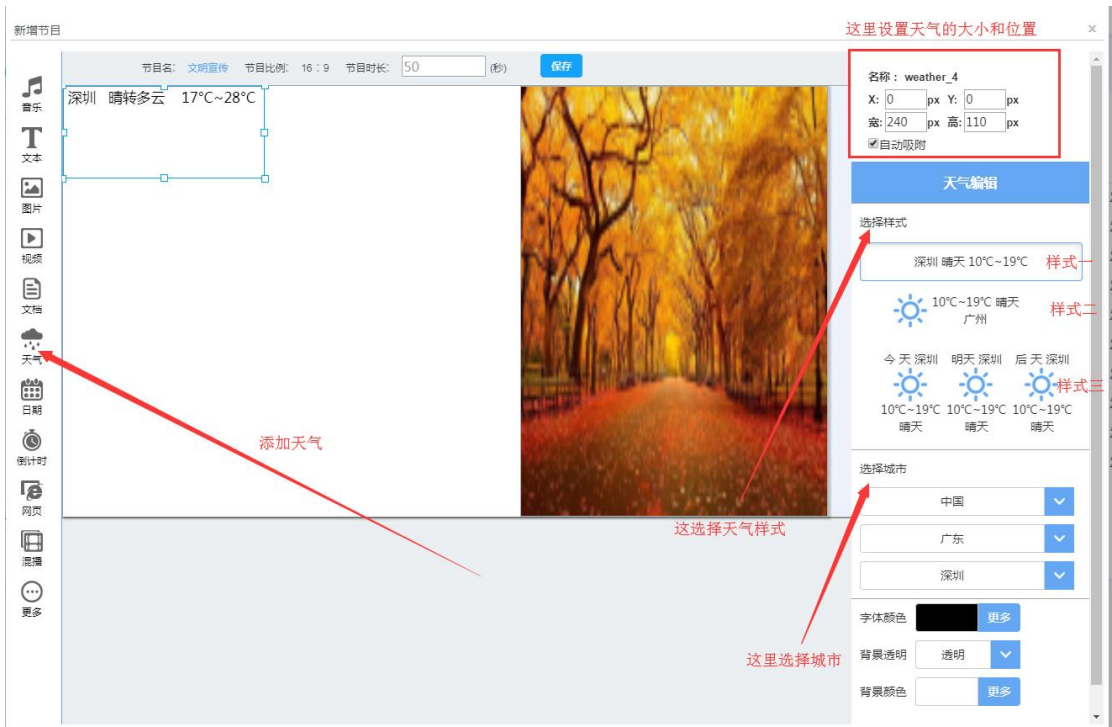 新增节目
这里设置天气的大小和位置
×
节目名: 文明宣传 节目比例: 16:9 节目时长: 50 (秒) 保存
音乐
文本
图片
视频
文档
天气
日期
倒计时
网页
混播
更多
深圳 晴转多云 17°C~28°C
添加天气
这选择天气样式
这里选择城市
名称: weather_4
X: 0 px Y: 0 px
宽: 240 px 高: 110 px
自动吸附
天气编辑
选择样式
深圳 晴天 10°C~19°C 样式一
10°C~19°C 晴天 样式二
广州
今 天 深圳 明天 深圳 后 天 深圳
样式三
10°C~19°C 10°C~19°C 10°C~19°C
晴天 晴天 晴天
选择城市
中国
广东
深圳
字体颜色 更多
背景透明 透明
背景颜色 更多